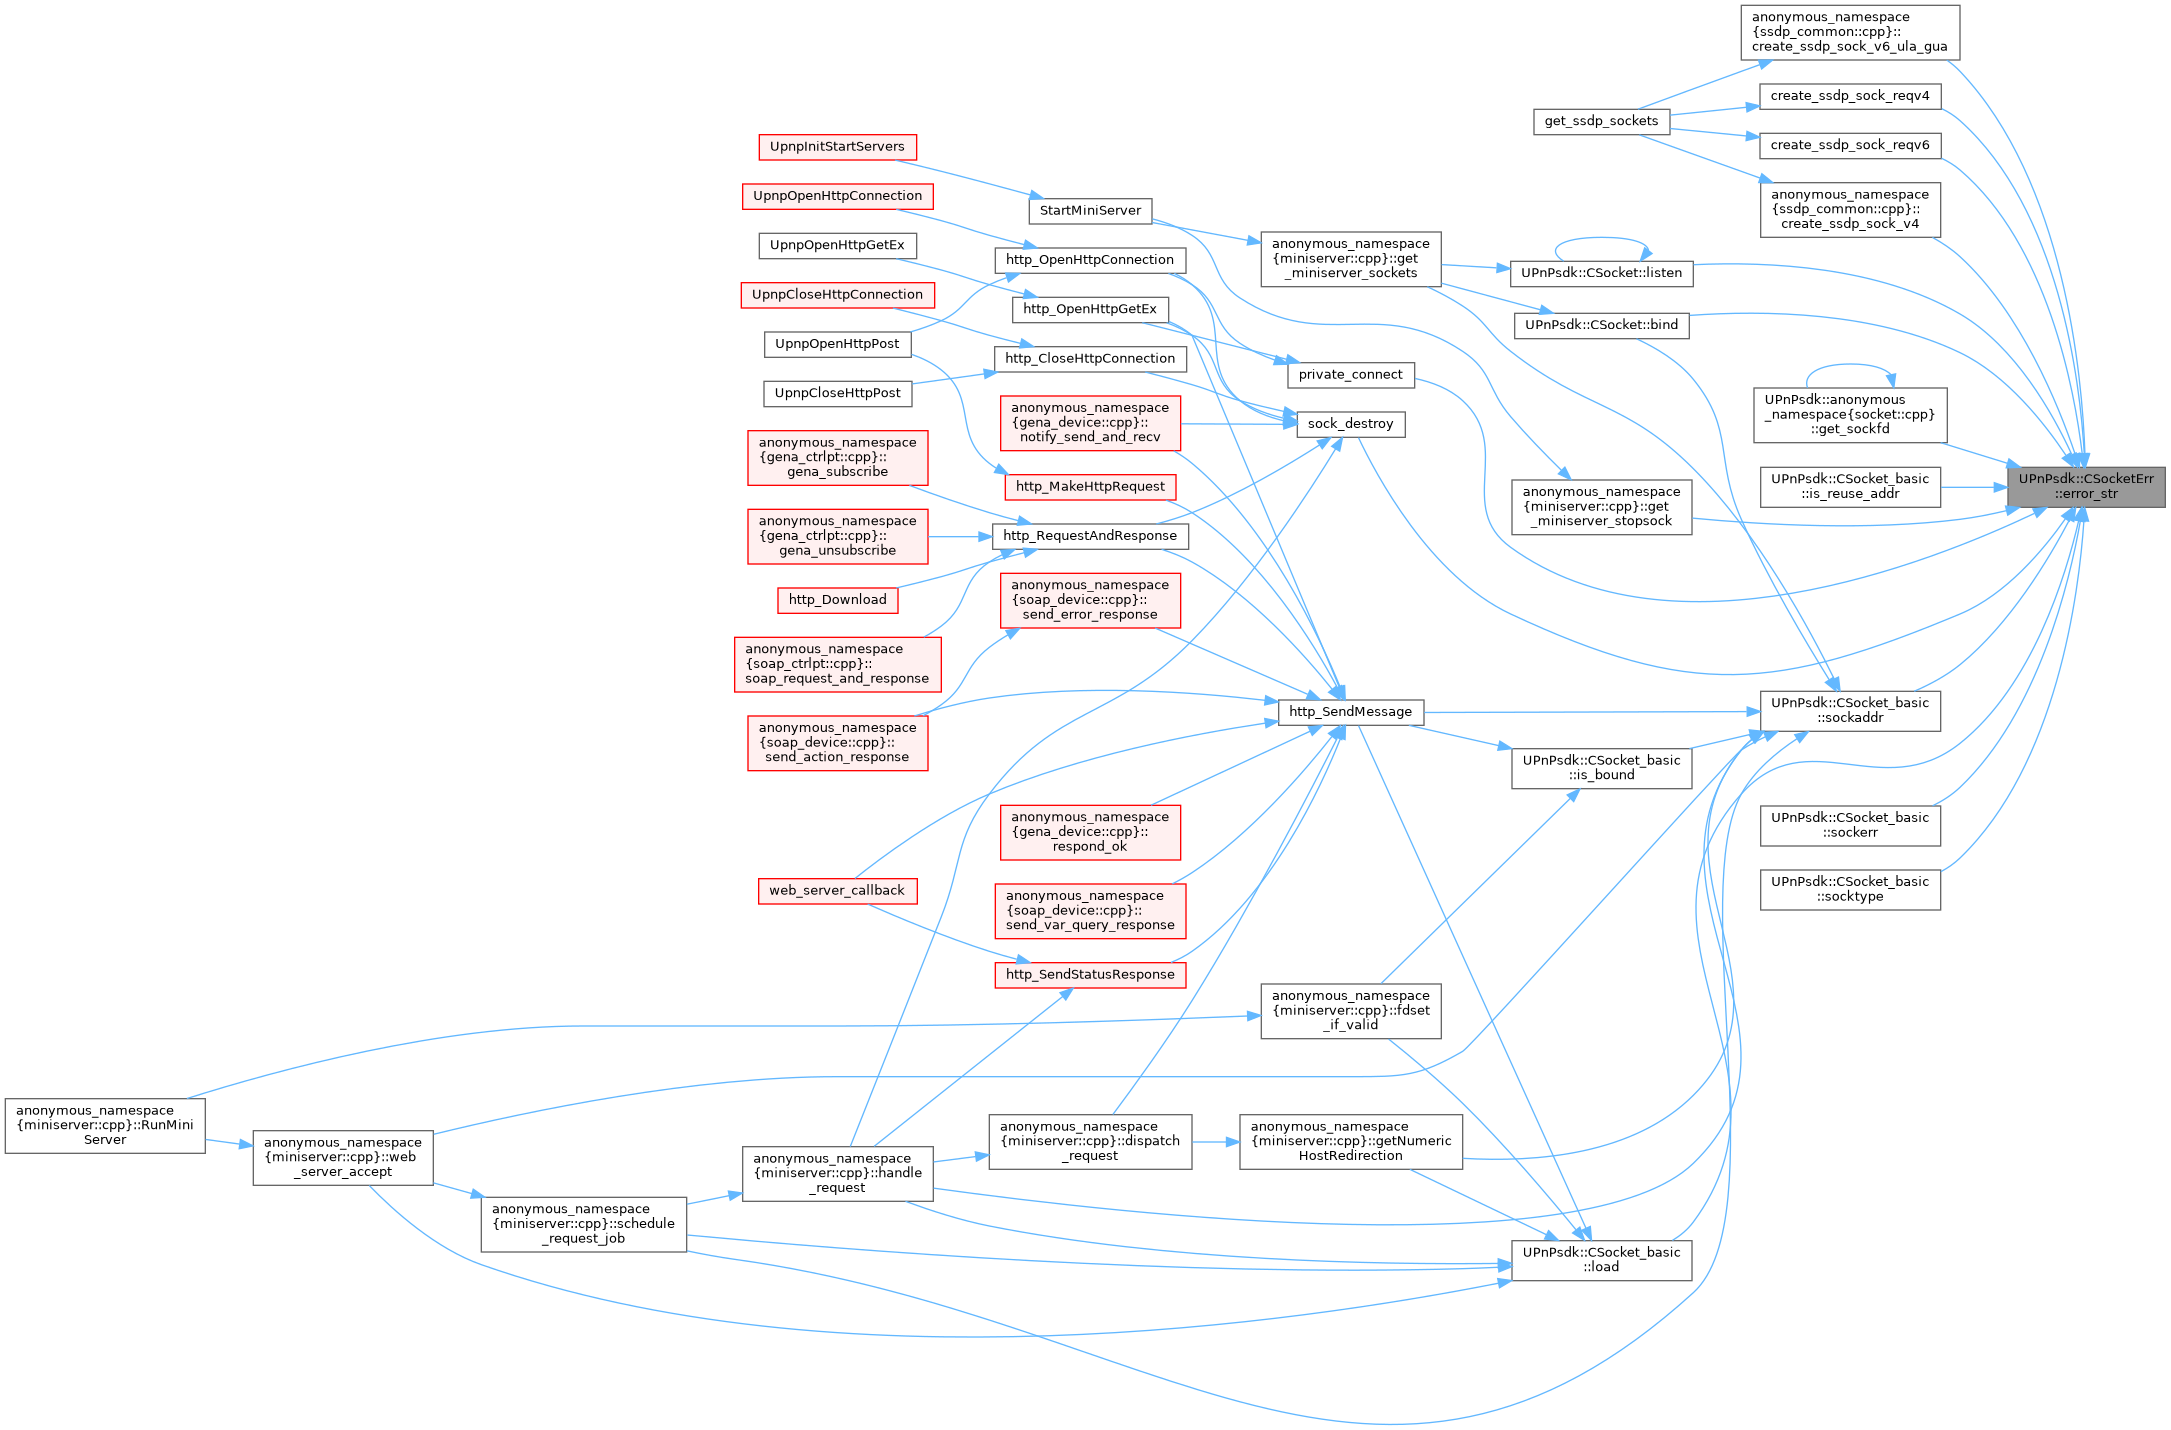 anonymous_namespace
{ssdp_common::cpp}::
create_ssdp_sock_v6_ula_gua
create_ssdp_sock_reqv4
get_ssdp_sockets
create_ssdp_sock_reqv6
UpnpInitStartServers
UpnpOpenHttpConnection
anonymous_namespace
{ssdp_common::cpp}::
create_ssdp_sock_v4
StartMiniServer
UpnpOpenHttpGetEx
http_OpenHttpConnection
anonymous_namespace
{miniserver::cpp}::get
_miniserver_sockets
UPnPsdk::CSocket::listen
UpnpCloseHttpConnection
http_OpenHttpGetEx
UPnPsdk::CSocket::bind
UpnpOpenHttpPost
http_CloseHttpConnection
private_connect
UpnpCloseHttpPost
anonymous_namespace
{gena_device::cpp}::
notify_send_and_recv
sock_destroy
UPnPsdk::anonymous
_namespace{socket::cpp}
::get_sockfd
anonymous_namespace
{gena_ctrlpt::cpp}::
gena_subscribe
http_MakeHttpRequest
UPnPsdk::CSocket_basic
::is_reuse_addr
UPnPsdk::CSocketErr
::error_str
anonymous_namespace
{miniserver::cpp}::get
_miniserver_stopsock
anonymous_namespace
{gena_ctrlpt::cpp}::
gena_unsubscribe
http_RequestAndResponse
http_Download
anonymous_namespace
{soap_device::cpp}::
send_error_response
anonymous_namespace
{soap_ctrlpt::cpp}::
soap_request_and_response
anonymous_namespace
{soap_device::cpp}::
send_action_response
http_SendMessage
UPnPsdk::CSocket_basic
::sockaddr
UPnPsdk::CSocket_basic
::is_bound
anonymous_namespace
{gena_device::cpp}::
respond_ok
UPnPsdk::CSocket_basic
::sockerr
web_server_callback
anonymous_namespace
{soap_device::cpp}::
send_var_query_response
UPnPsdk::CSocket_basic
::socktype
http_SendStatusResponse
anonymous_namespace
{miniserver::cpp}::fdset
_if_valid
anonymous_namespace
{miniserver::cpp}::RunMini
Server
anonymous_namespace
{miniserver::cpp}::web
_server_accept
anonymous_namespace
{miniserver::cpp}::handle
_request
anonymous_namespace
{miniserver::cpp}::dispatch
_request
anonymous_namespace
{miniserver::cpp}::getNumeric
HostRedirection
anonymous_namespace
{miniserver::cpp}::schedule
_request_job
UPnPsdk::CSocket_basic
::load